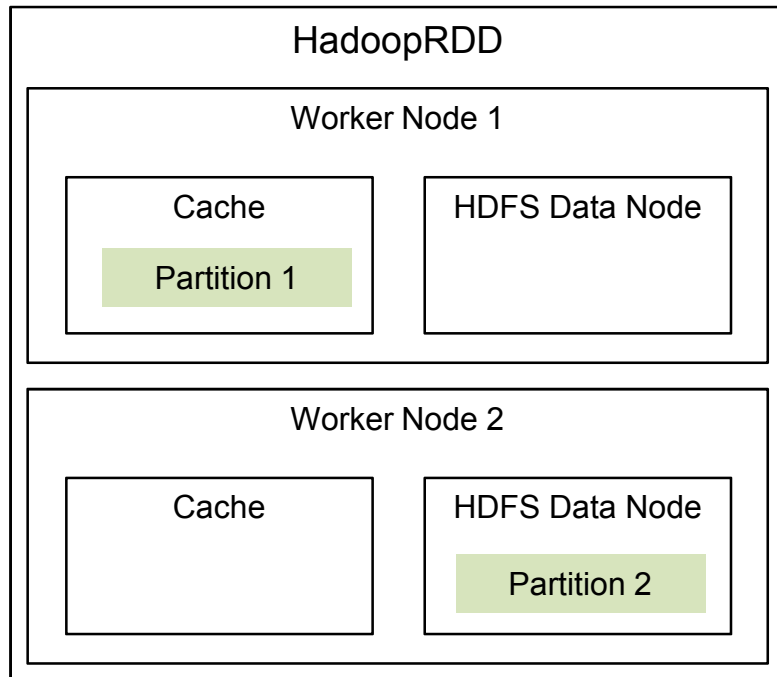 HadoopRDD
Worker Node 1
Cache
Partition 1
HDFS Data Node
Worker Node 2
Cache
HDFS Data Node
Partition 2